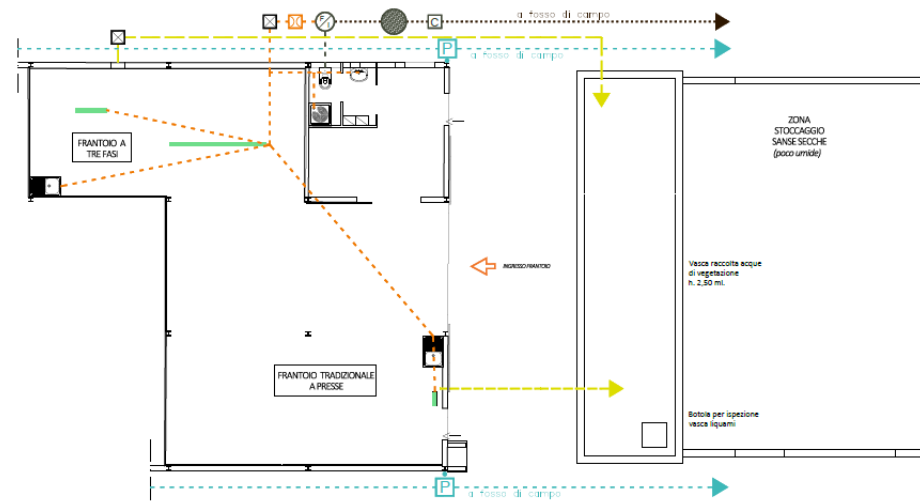 a fosso di campo
F
I
C
P
a fosso di campo
FRANTOIO A
TRE FASI
ZONA
STOCCAGGIO
SANSE SECCHE
(poco umide)
INGRESSO FRANTOIO
Vasca raccolta acque
di vegetazione
h. 2,50 ml.
FRANTOIO TRADIZIONALE
A PRESSE
Botola per ispezione
vasca liquami
P
a fosso di campo